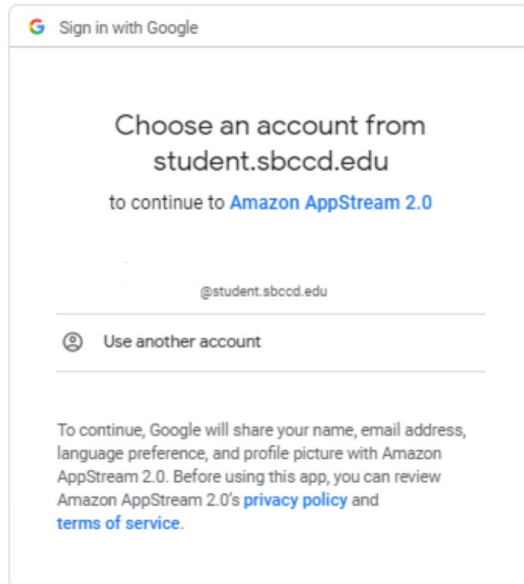 Sign in with Google
Choose an account from
student.sbccd.edu
to continue to Amazon AppStream 2.0
@student.sbccd.edu
Use another account
To continue, Google will share your name, email address,
language preference, and profile picture with Amazon
AppStream 2.0. Before using this app, you can review
Amazon AppStream 2.0's privacy policy and
terms of service.